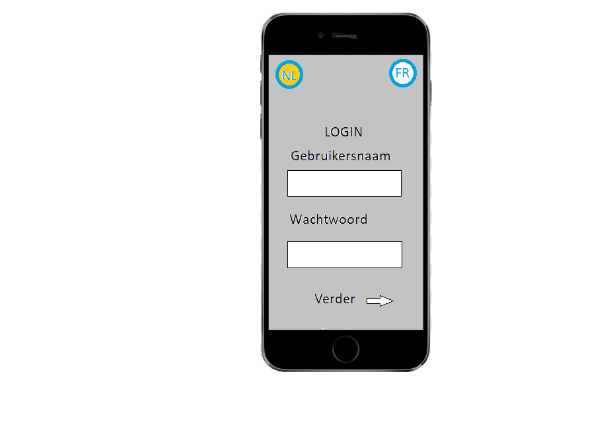 NL FR
LOGIN
Gebruikersnaam
Wachtwoord
Verder